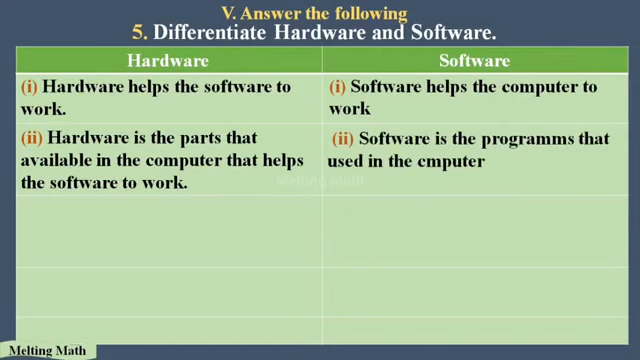 V. Answer the following
5. Differentiate Hardware and Software.
Hardware
Software
(i) Hardware helps the software to
work.
(i) Software helps the computer to
work
(ii) Hardware is the parts that
available in the computer that helps
the software to work.
(ii) Software is the programms that
used in the cmputer
Melting Math
Melting Math